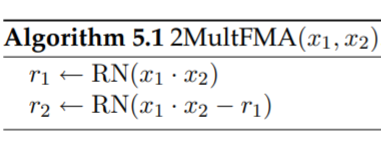 Algorithm 5.1 2MultFMA(x₁, x₂)
r₁ ← RN(x₁ · x₂)
r₂ ← RN(x₁ · x₂ − r₁)